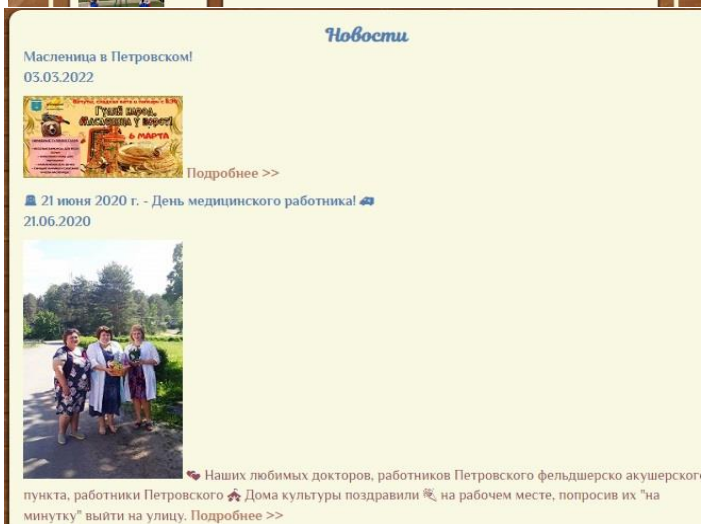 Новости
Масленица в Петровском!
03.03.2022
Гуляй народ,
Масленица у ворот!
6 МАРТА
Подробнее >>
21 июня 2020 г. - День медицинского работника!
21.06.2020
Наших любимых докторов, работников Петровского фельдшерско акушерског
пункта, работники Петровского Дома культуры поздравили на рабочем месте, попросив их "на
минутку" выйти на улицу. Подробнее >>